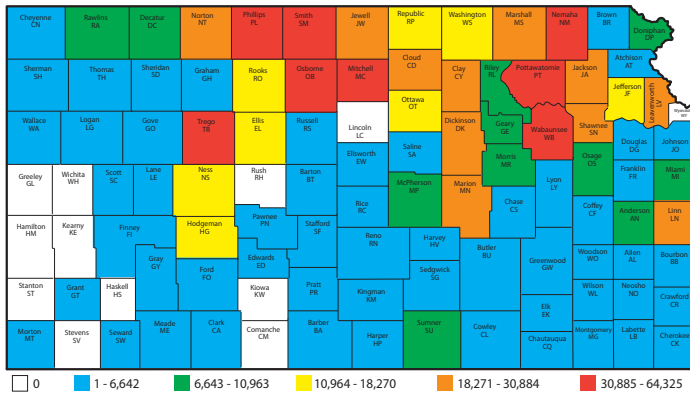 Cheyenne
CN
Rawlins
RA
Decatur
DC
Norton
NT
Phillips
PL
Smith
SM
Jewell
JW
Republic
RP
Washington
WS
Marshall
MS
Nemaha
NM
Brown
BR
Doniphan
DP
Sherman
SH
Thomas
TH
Sheridan
SD
Graham
GH
Rooks
RO
Osborne
OB
Mitchell
MC
Cloud
CD
Clay
CY
Riley
RL
Pottawatomie
PT
Jackson
JA
Atchison
AT
Jefferson
JF
Leavenworth
LV
Wyandotte
WY
Wallace
WA
Logan
LG
Gove
GO
Trego
TR
Ellis
EL
Russell
RS
Lincoln
LC
Ottawa
OT
Dickinson
DK
Geary
GE
Wabaunsee
WB
Shawnee
SN
Douglas
DG
Johnson
JO
Ellsworth
EW
Saline
SA
Morris
MR
Osage
OS
Greeley
GL
Wichita
WH
Scott
SC
Lane
LE
Ness
NS
Rush
RH
Barton
BT
Rice
RC
McPherson
MP
Marion
MN
Chase
CS
Lyon
LY
Coffey
CF
Franklin
FR
Miami
MI
Anderson
AN
Linn
LN
Hamilton
HM
Kearny
KE
Finney
FI
Hodgeman
HG
Pawnee
PN
Stafford
SF
Reno
RN
Harvey
HV
Butler
BU
Greenwood
GW
Woodson
WO
Allen
AL
Bourbon
BB
Gray
GY
Ford
FO
Edwards
ED
Sedgwick
SG
Stanton
ST
Grant
GT
Haskell
HS
Kiowa
KW
Pratt
PR
Kingman
KM
Elk
EK
Wilson
WL
Neosho
NO
Crawford
CR
Morton
MT
Stevens
SV
Seward
SW
Meade
ME
Clark
CA
Comanche
CM
Barber
BA
Harper
HP
Sumner
SU
Cowley
CL
Chautauqua
CQ
Montgomery
MG
Labette
LB
Cherokee
CK
0
1 - 6,642
6,643 - 10,963
10,964 - 18,270
18,271 - 30,884
30,885 - 64,325